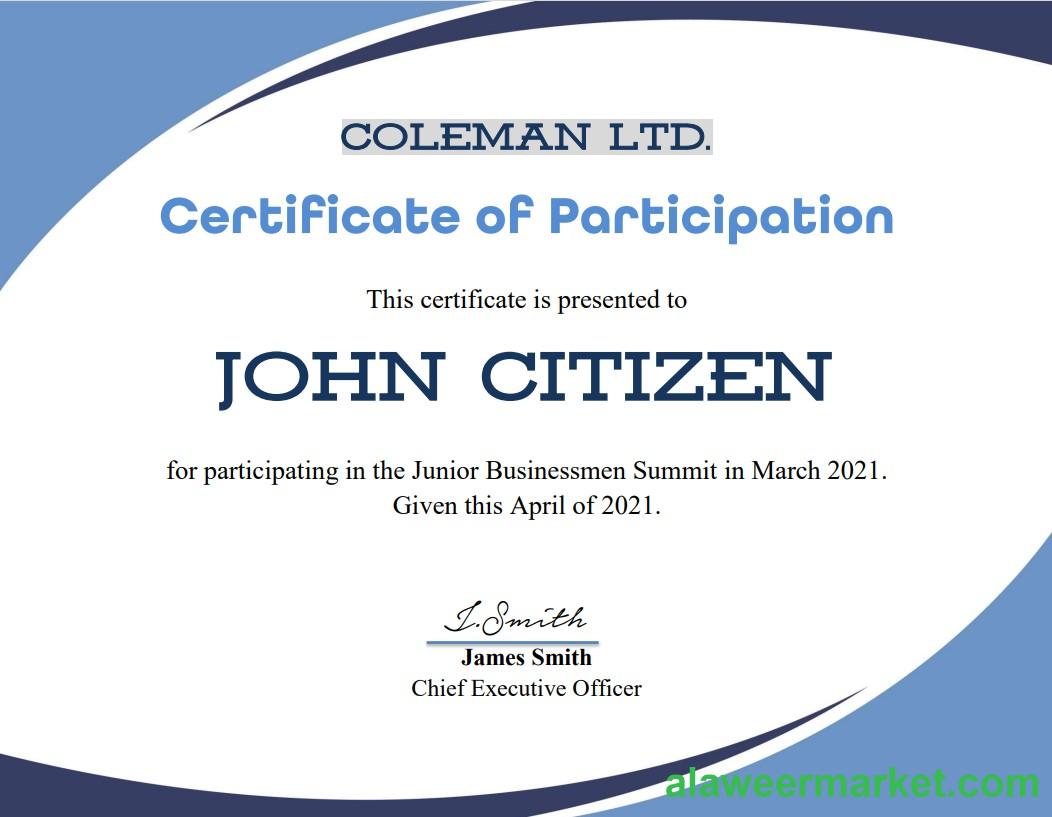 COLEMAN LTD.
Certificate of Participation
This certificate is presented to
JOHN CITIZEN
for participating in the Junior Businessmen Summit in March 2021.
Given this April of 2021.
J.Smith
James Smith
Chief Executive Officer
alaweermarket.com